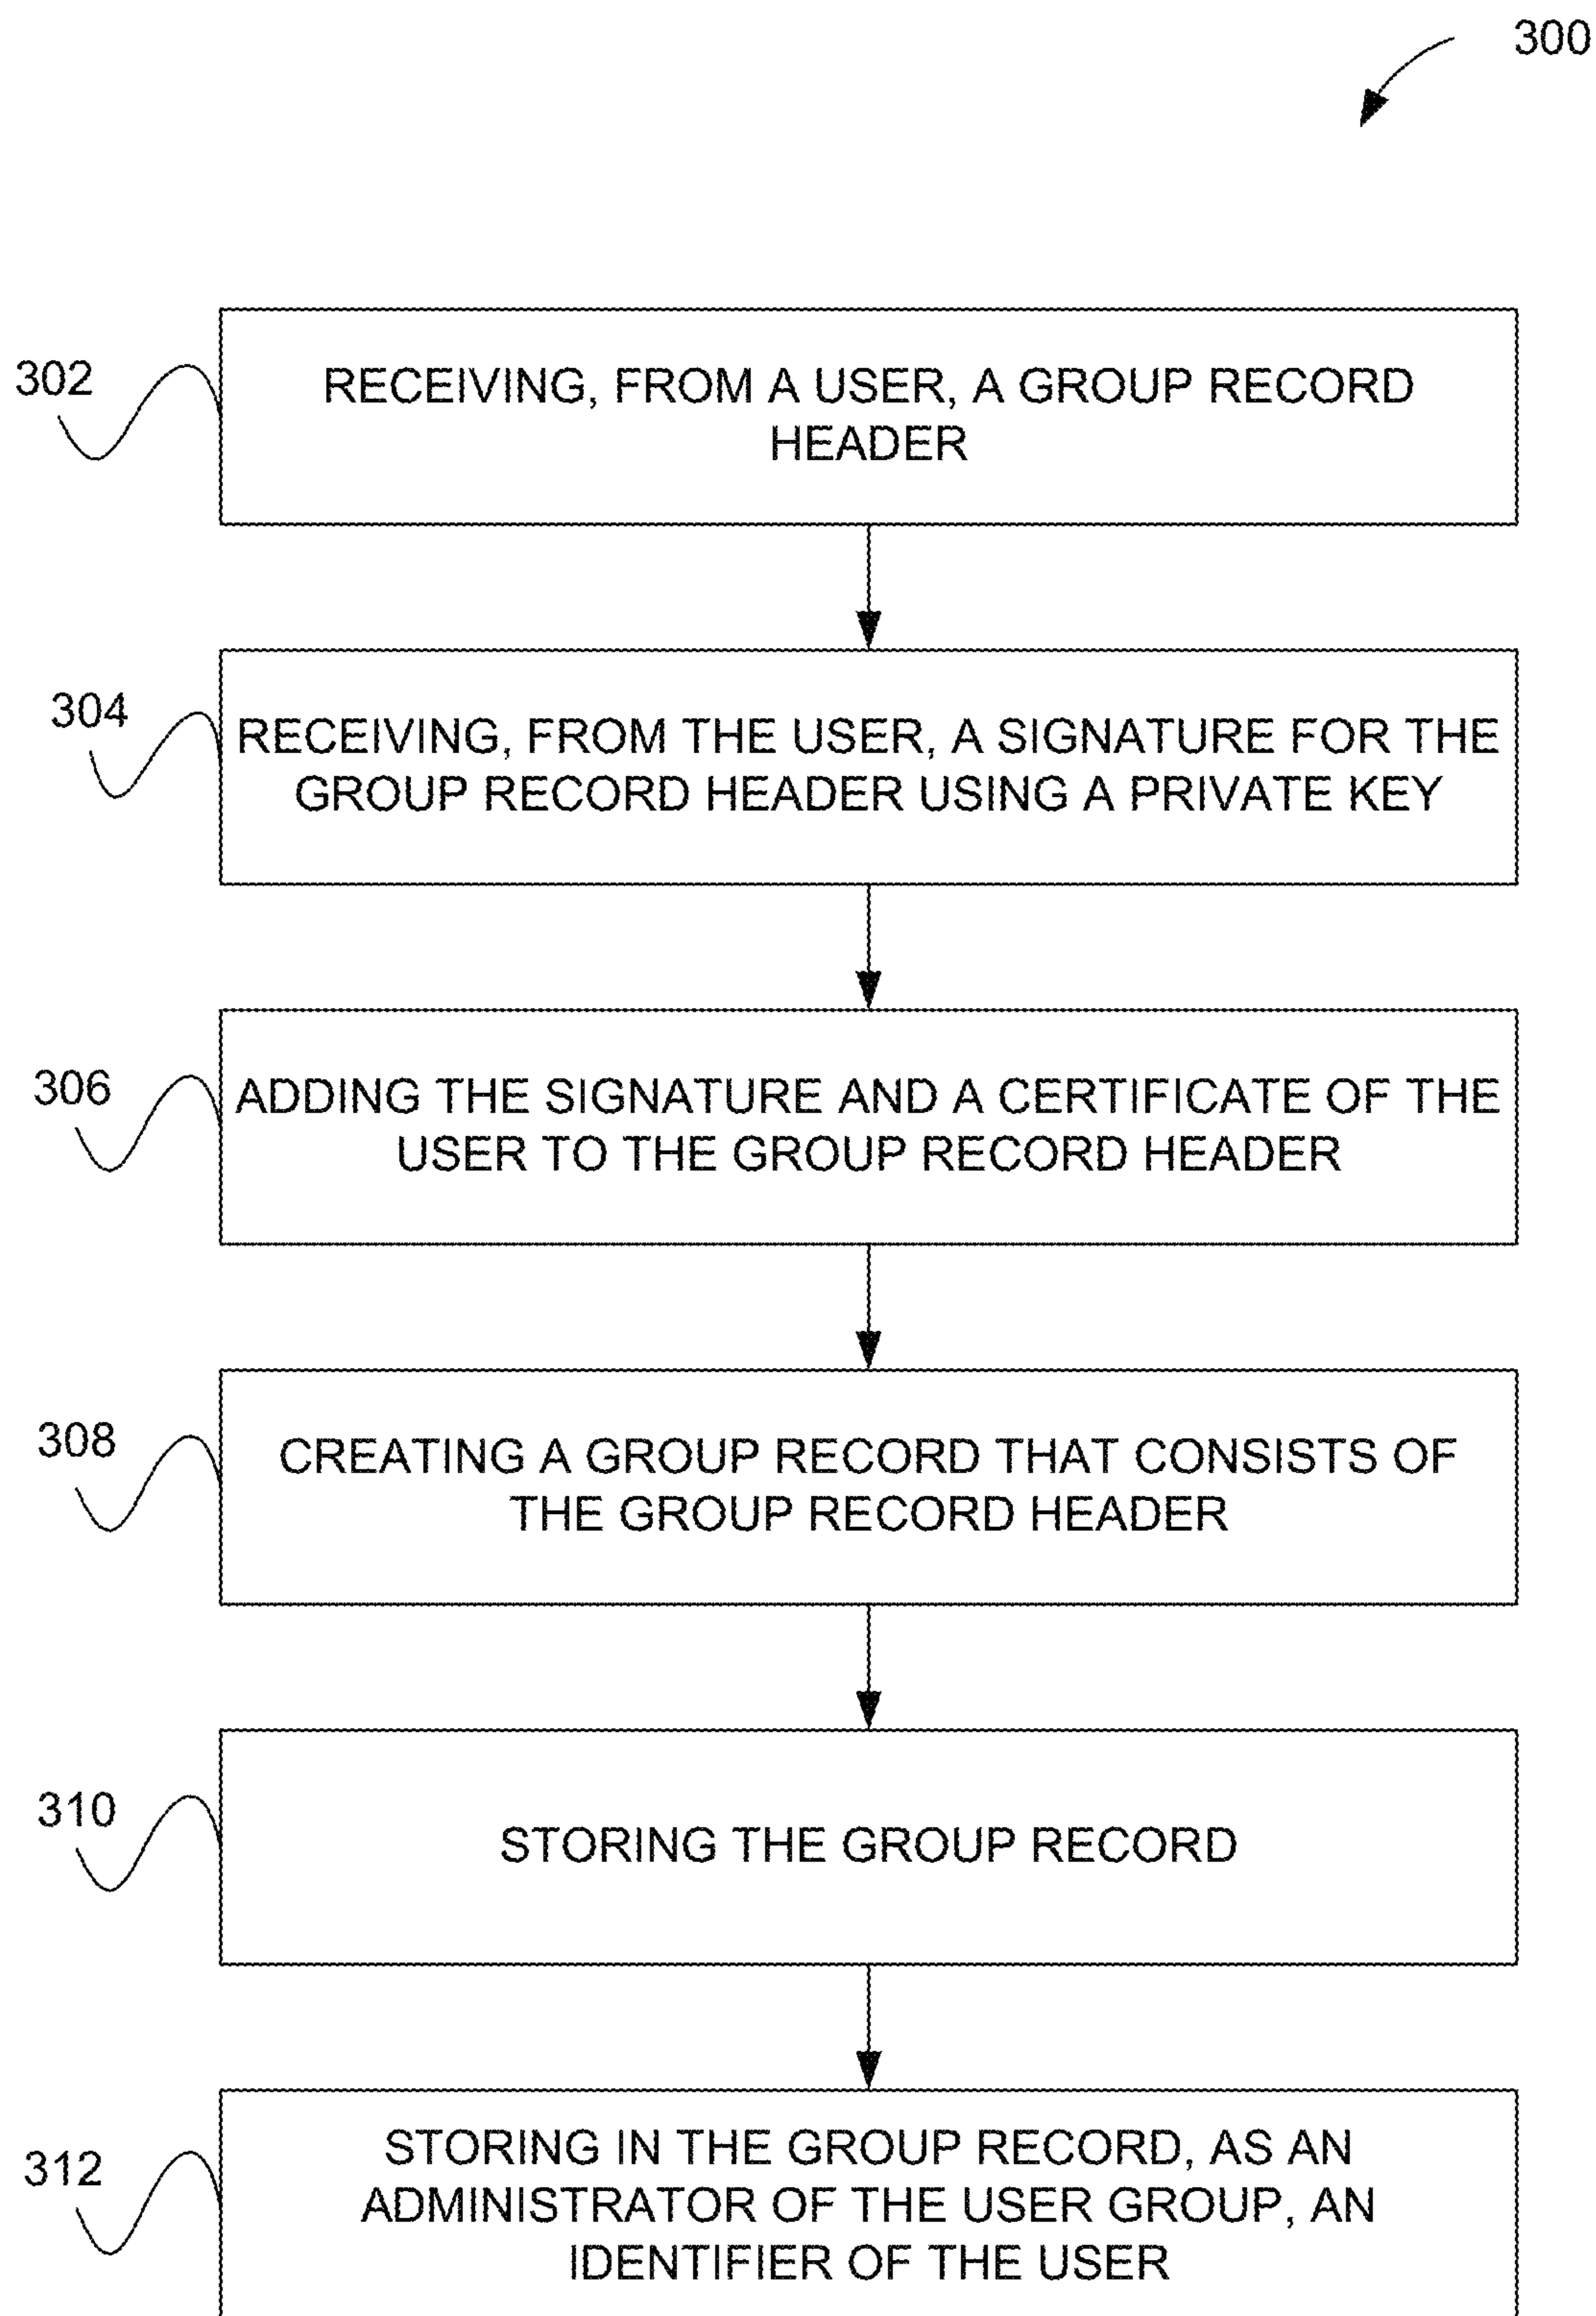 300
302
RECEIVING, FROM A USER, A GROUP RECORD
HEADER
304
RECEIVING, FROM THE USER, A SIGNATURE FOR THE
GROUP RECORD HEADER USING A PRIVATE KEY
306
ADDING THE SIGNATURE AND A CERTIFICATE OF THE
USER TO THE GROUP RECORD HEADER
308
CREATING A GROUP RECORD THAT CONSISTS OF
THE GROUP RECORD HEADER
310
STORING THE GROUP RECORD
312
STORING IN THE GROUP RECORD, AS AN
ADMINISTRATOR OF THE USER GROUP, AN
IDENTIFIER OF THE USER